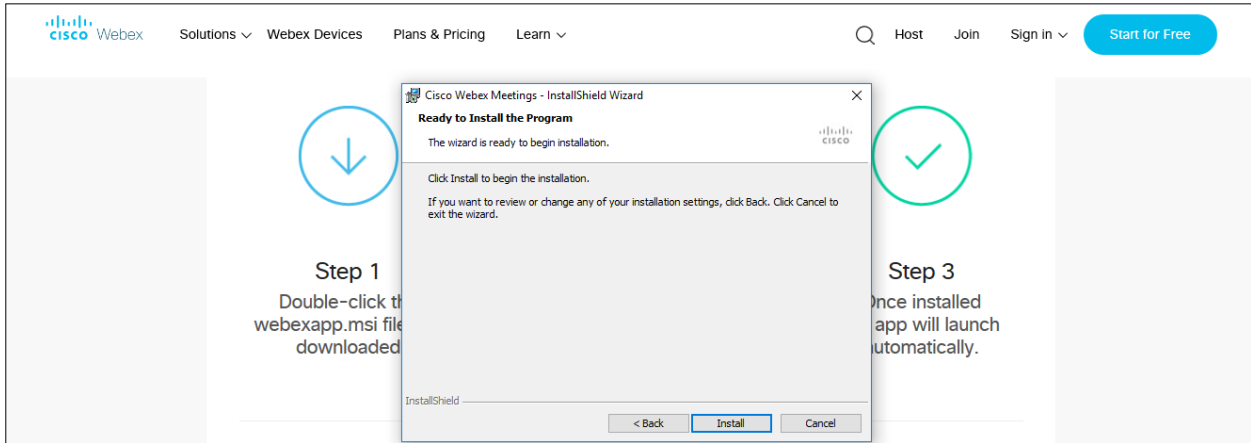 CISCO Webex
Solutions Webex Devices Plans & Pricing Learn Host Join Sign in Start for Free
Cisco Webex Meetings - InstallShield Wizard
Ready to Install the Program
The wizard is ready to begin installation.
CISCO
Click Install to begin the installation.
If you want to review or change any of your installation settings, click Back. Click Cancel to
exit the wizard.
InstallShield
< Back Install Cancel
Step 1
Double-click
webexapp.msi
downloaded
Step 3
installed
app will launch